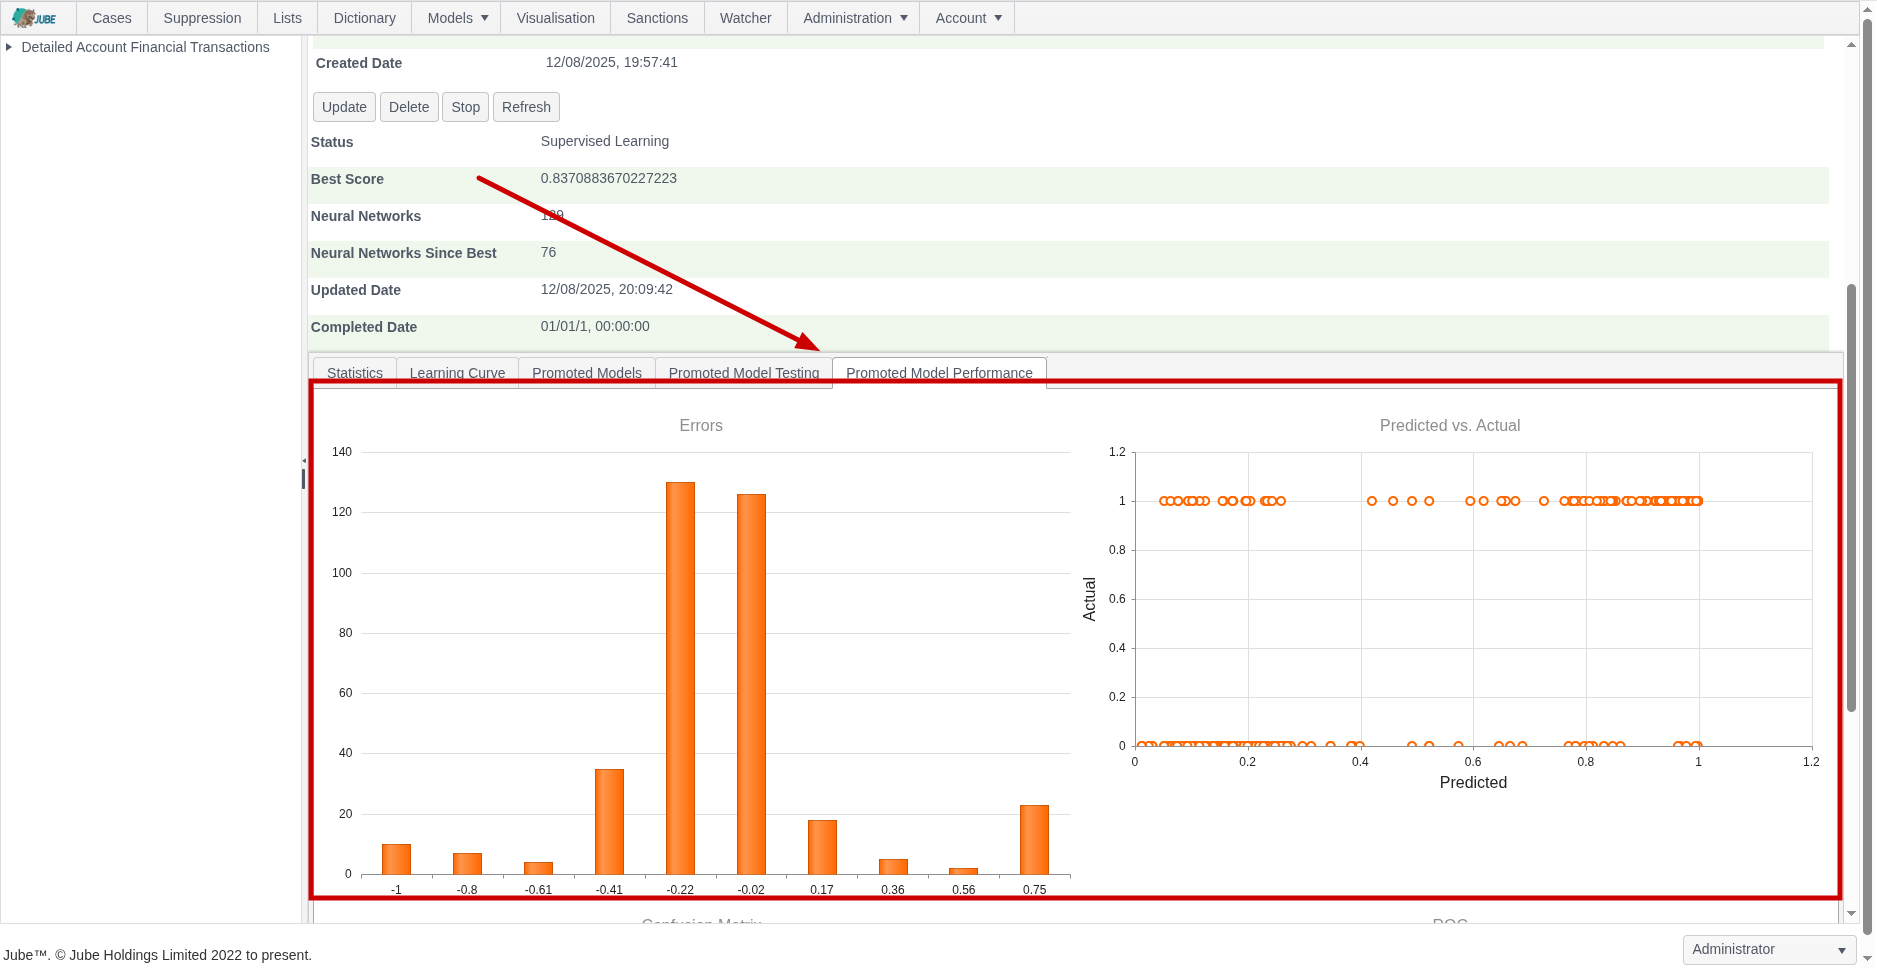 JUBE Cases Suppression Lists Dictionary Models Visualisation Sanctions Watcher Administration Account
Detailed Account Financial Transactions
Created Date 12/08/2025, 19:57:41
Update Delete Stop Refresh
Status Supervised Learning
Best Score 0.8370883670227223
Neural Networks 129
Neural Networks Since Best 76
Updated Date 12/08/2025, 20:09:42
Completed Date 01/01/1, 00:00:00
Statistics Learning Curve Promoted Models Promoted Model Testing Promoted Model Performance
Errors
140
120
100
80
60
40
20
0
-1 -0.8 -0.61 -0.41 -0.22 -0.02 0.17 0.36 0.56 0.75
Predicted vs. Actual
1.2
1
0.8
0.6
0.4
0.2
0
Actual
0 0.2 0.4 0.6 0.8 1 1.2
Predicted
Confusion Matrix ROC
Jube™. © Jube Holdings Limited 2022 to present.
Administrator